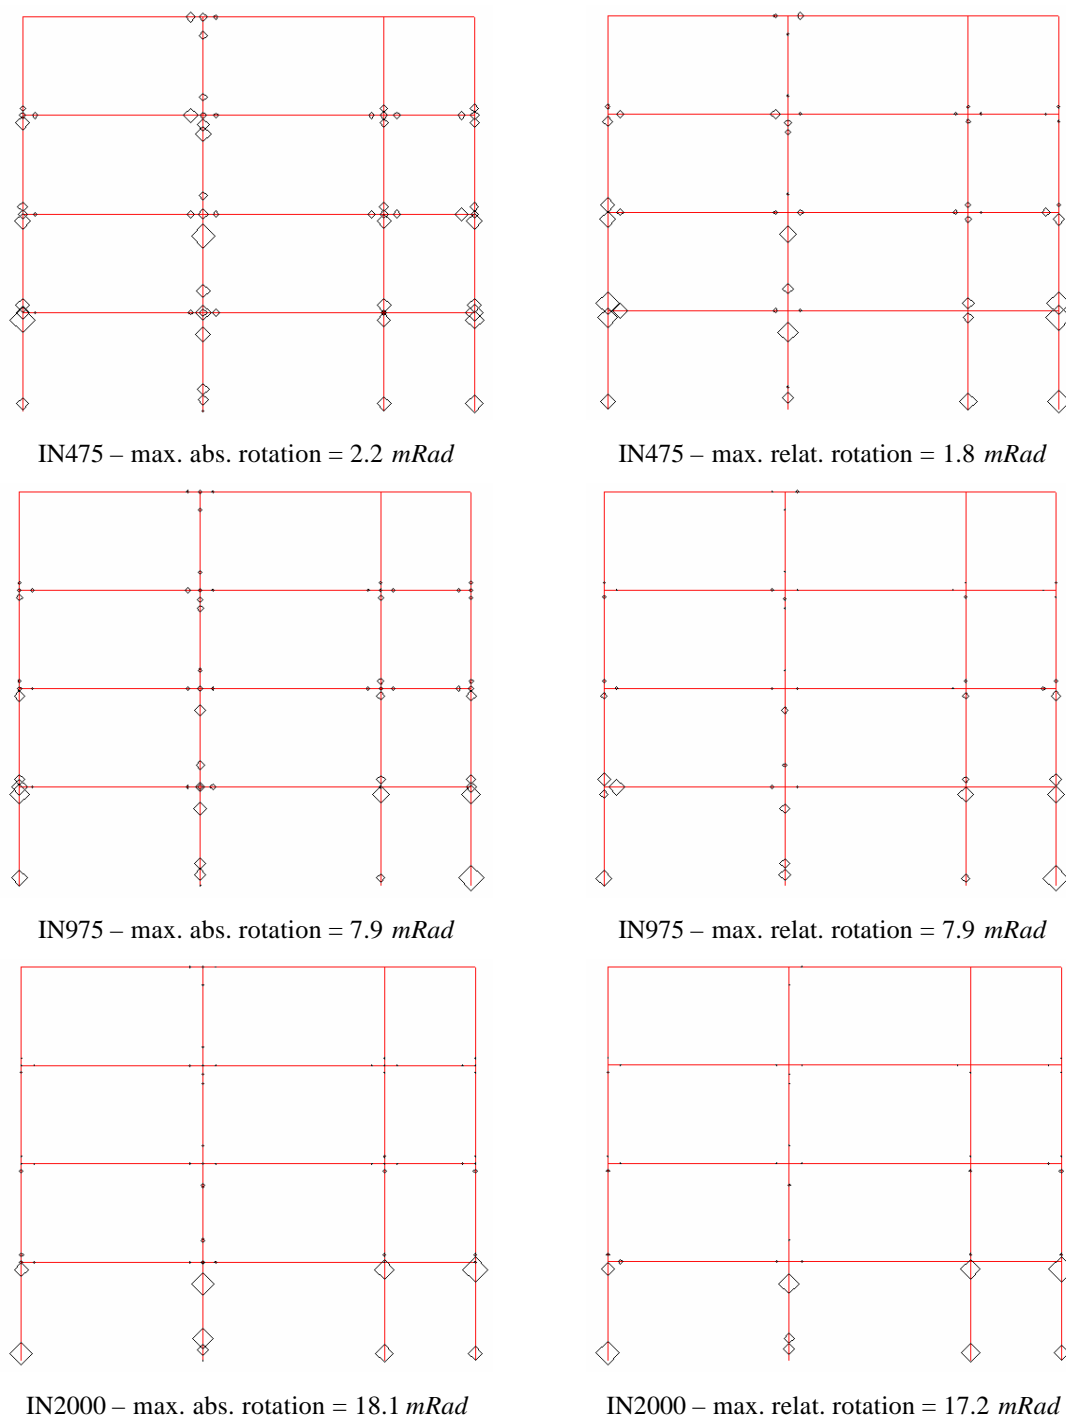 IN475 – max. abs. rotation = 2.2 mRad
IN475 – max. relat. rotation = 1.8 mRad
IN975 – max. abs. rotation = 7.9 mRad
IN975 – max. relat. rotation = 7.9 mRad
IN2000 – max. abs. rotation = 18.1 mRad
IN2000 – max. relat. rotation = 17.2 mRad